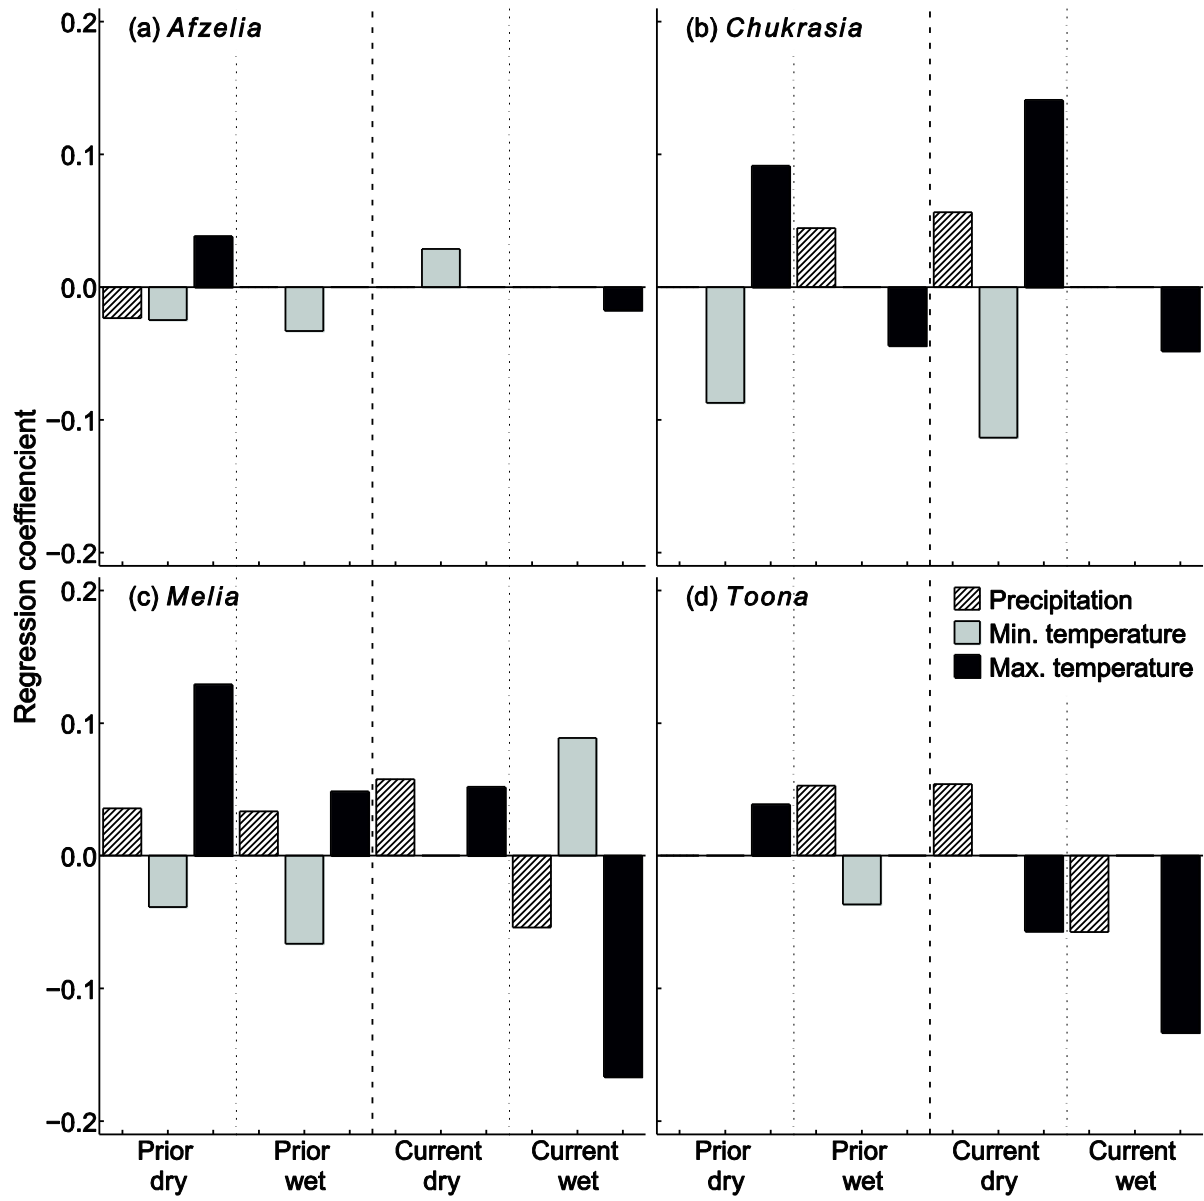 (a) Afzelia
(b) Chukrasia
0.2
0.1
0.0
−0.1
−0.2
Regression coeffiencient
(c) Melia
(d) Toona
Precipitation
Min. temperature
Max. temperature
0.2
0.1
0.0
−0.1
−0.2
Prior
dry
Prior
wet
Current
dry
Current
wet
Prior
dry
Prior
wet
Current
dry
Current
wet